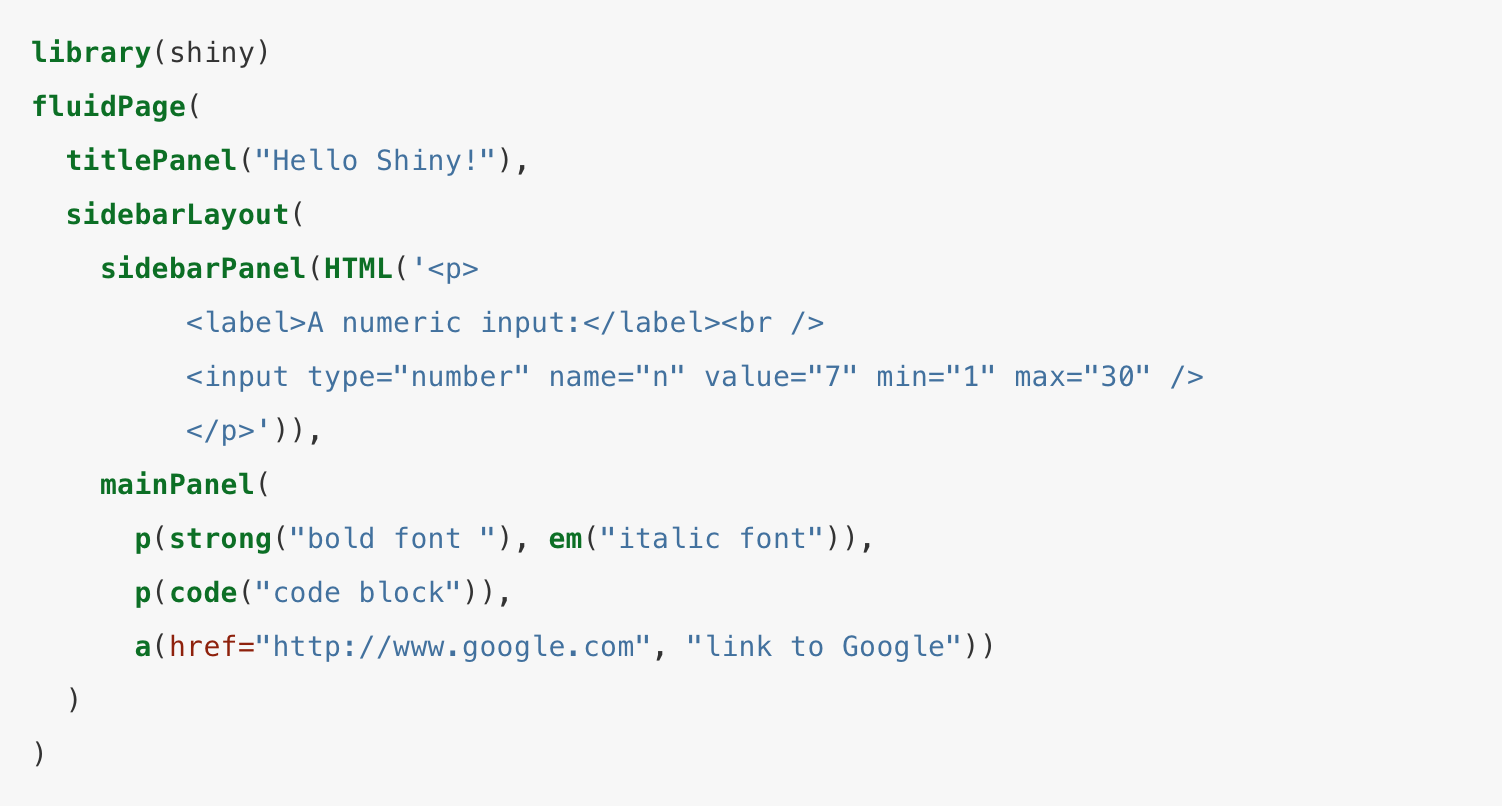 library(shiny)
fluidPage(
  titlePanel("Hello Shiny!"),
  sidebarLayout(
    sidebarPanel(HTML('<p>
         <label>A numeric input:</label><br />
         <input type="number" name="n" value="7" min="1" max="30" />
         </p>')),
    mainPanel(
      p(strong("bold font "), em("italic font")),
      p(code("code block")),
      a(href="http://www.google.com", "link to Google"))
  )
)